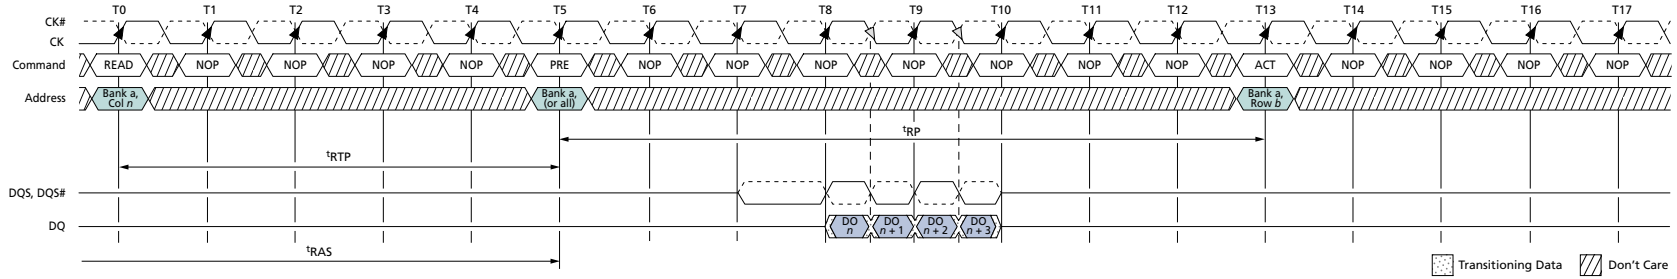 T0 T1 T2 T3 T4 T5 T6 T7 T8 T9 T10 T11 T12 T13 T14 T15 T16 T17
CK#
CK
Command READ NOP NOP NOP NOP PRE NOP NOP NOP NOP NOP NOP NOP ACT NOP NOP NOP NOP
Address Bank a, Col n Bank a, (or all) Bank a, Row b
tRP
tRTP
DQS, DQS#
DQ DO n DO n + 1 DO n + 2 DO n + 3
tRAS
Transitioning Data Don't Care